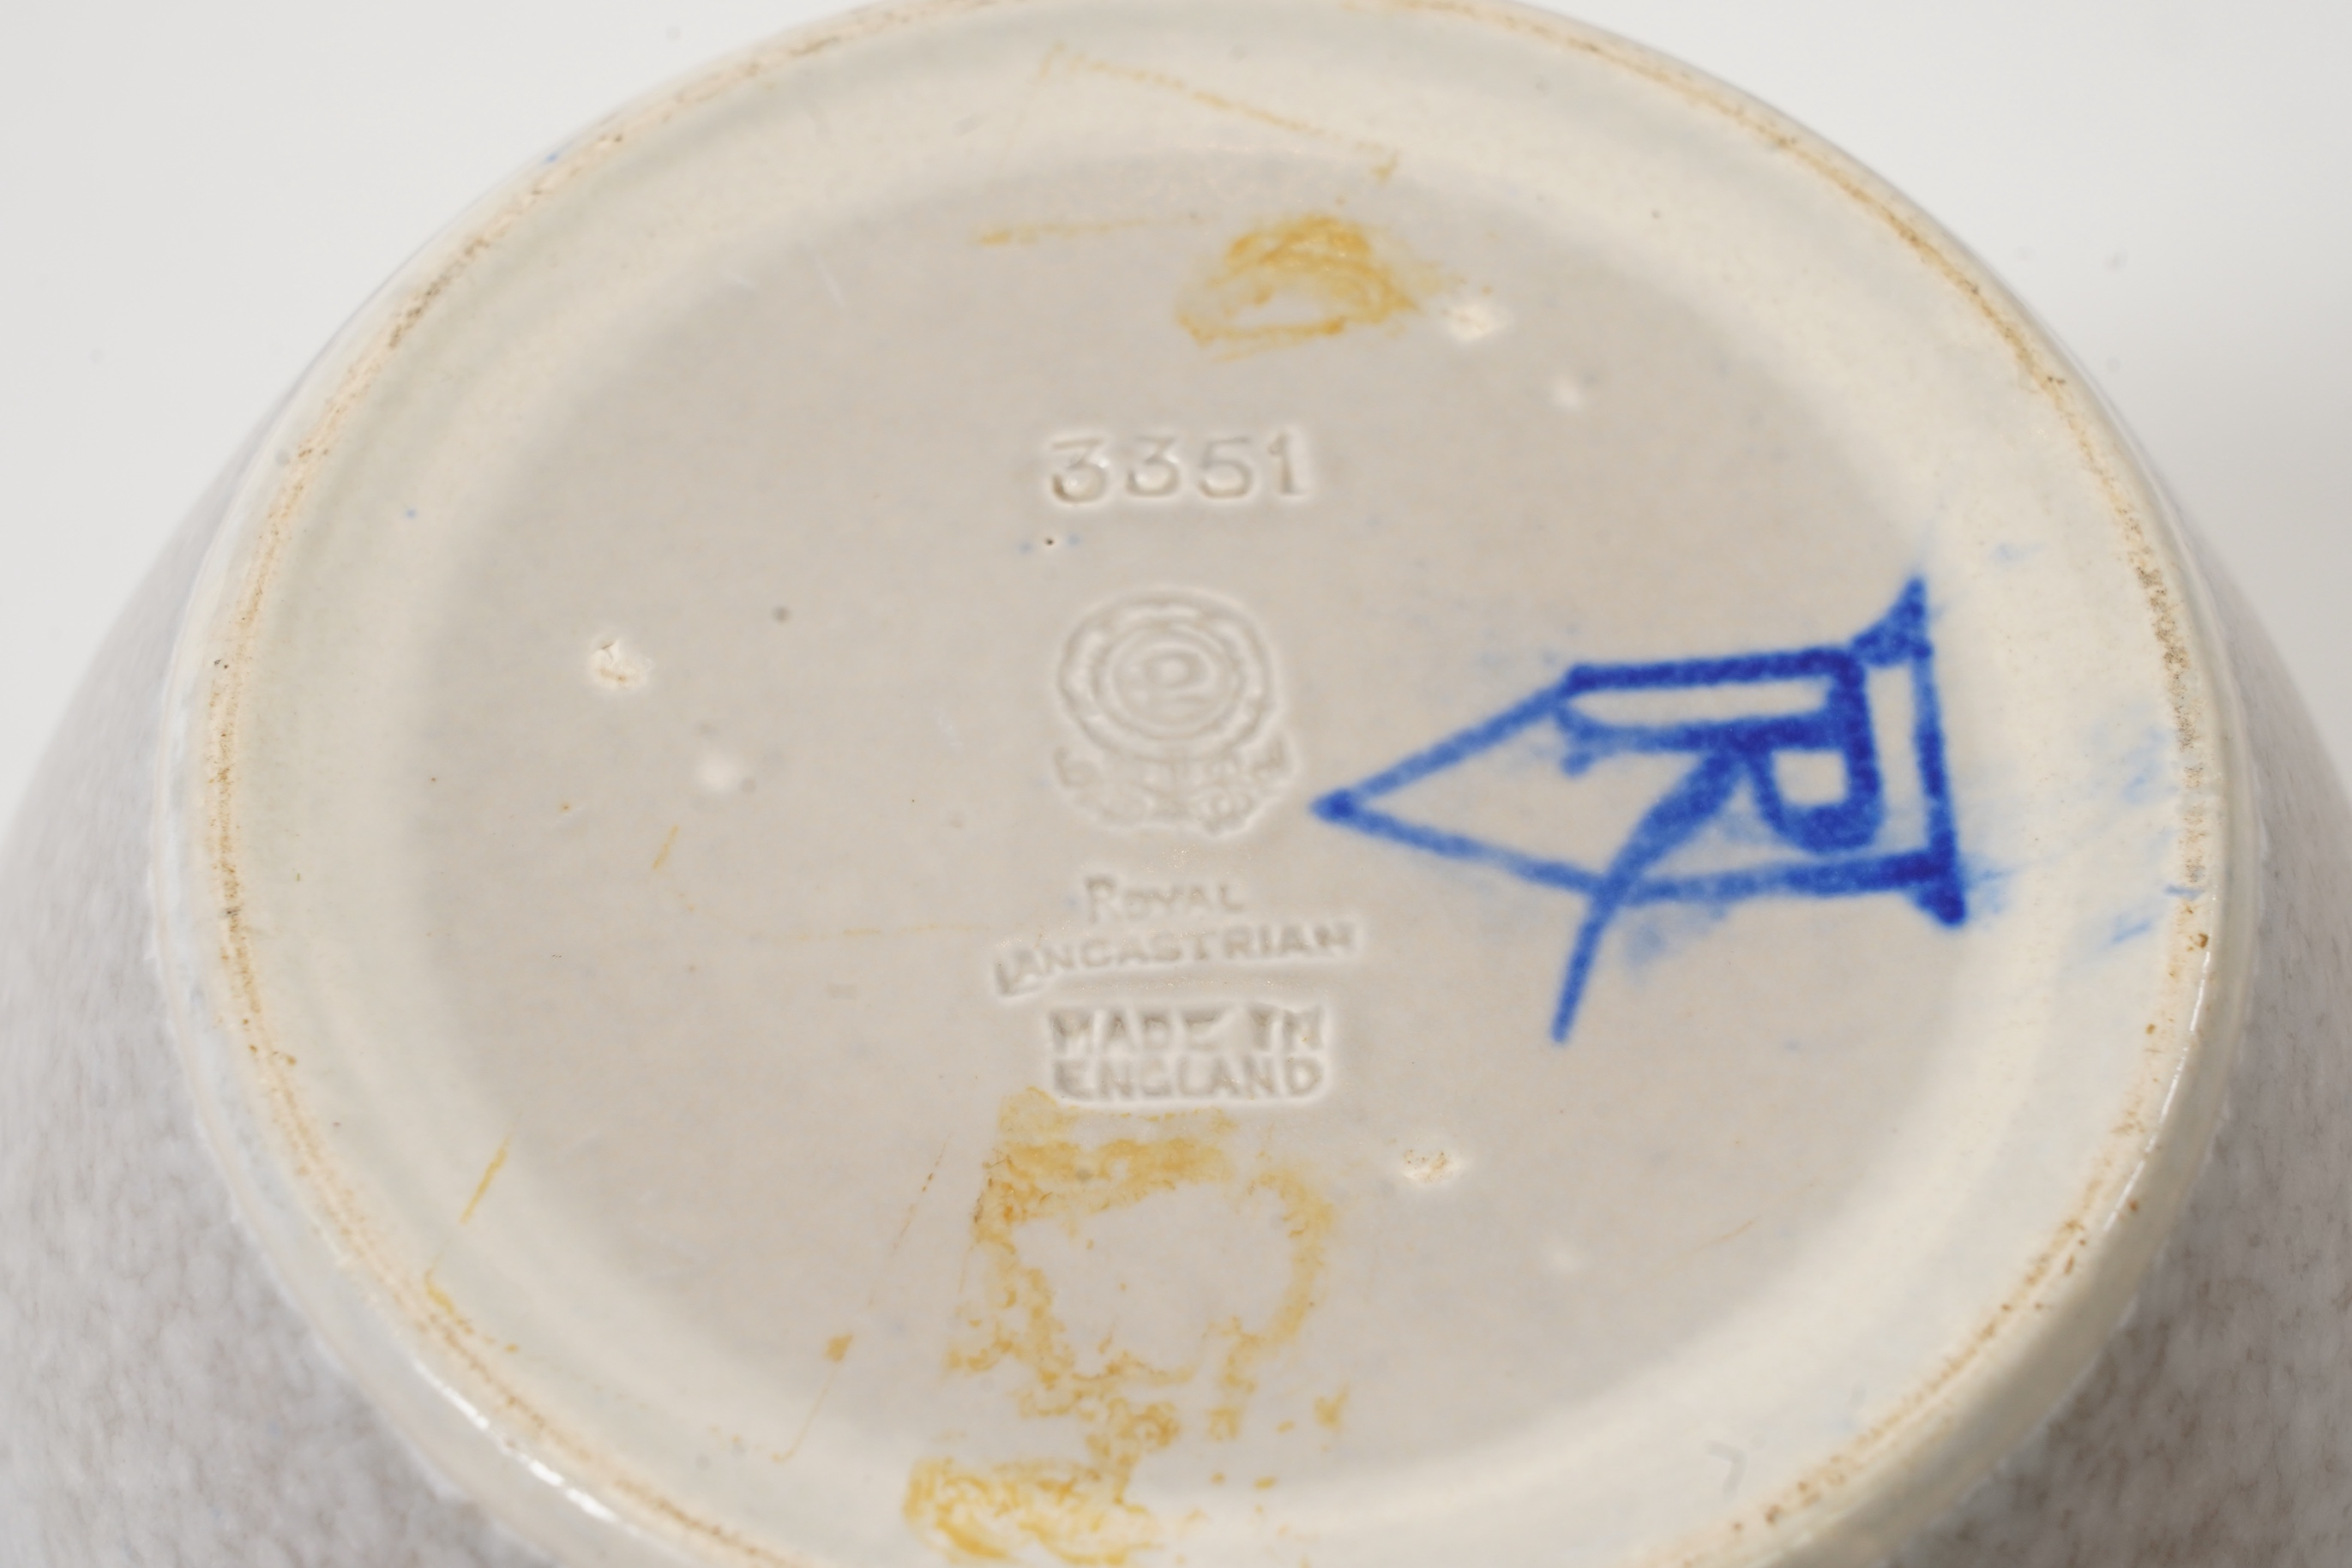 3351
P
ROYAL
LANCASTRIAN
MADE IN
ENGLAND
R